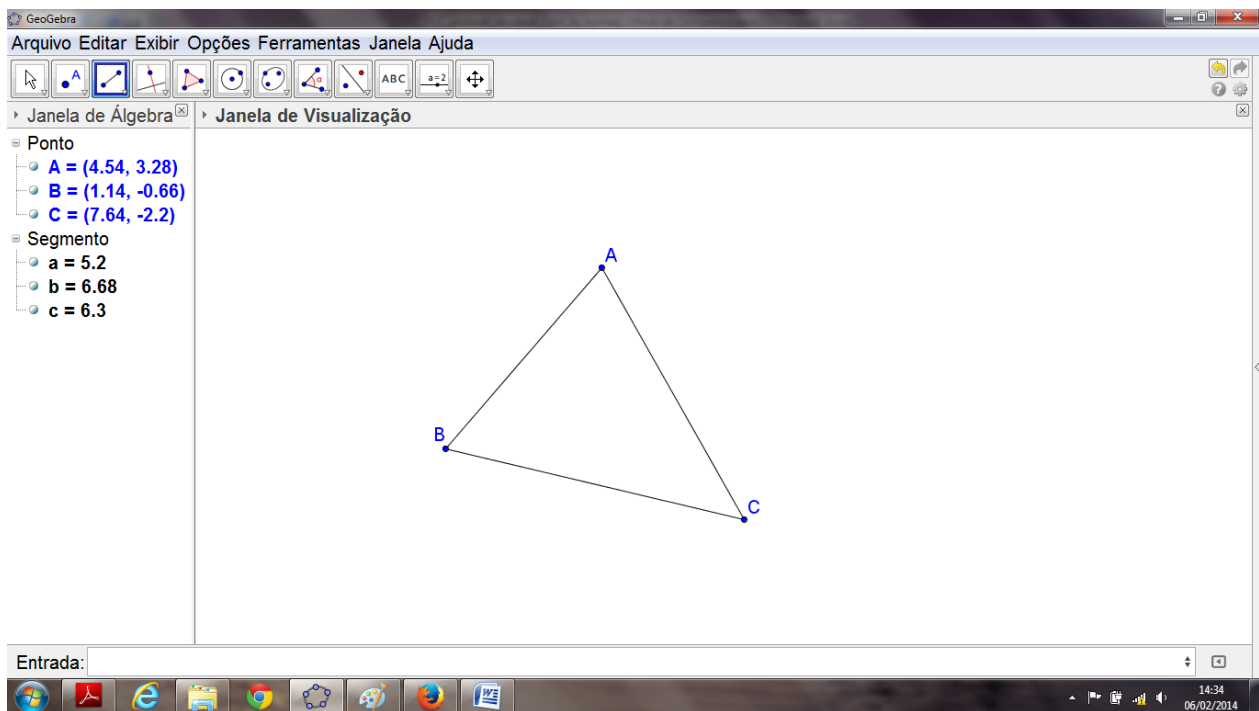 GeoGebra
Arquivo Editar Exibir Opções Ferramentas Janela Ajuda
A ABC a=2
Janela de Álgebra
Janela de Visualização
Ponto
A = (4.54, 3.28)
B = (1.14, -0.66)
C = (7.64, -2.2)
Segmento
a = 5.2
b = 6.68
c = 6.3
A
B
C
Entrada:
14:34
06/02/2014